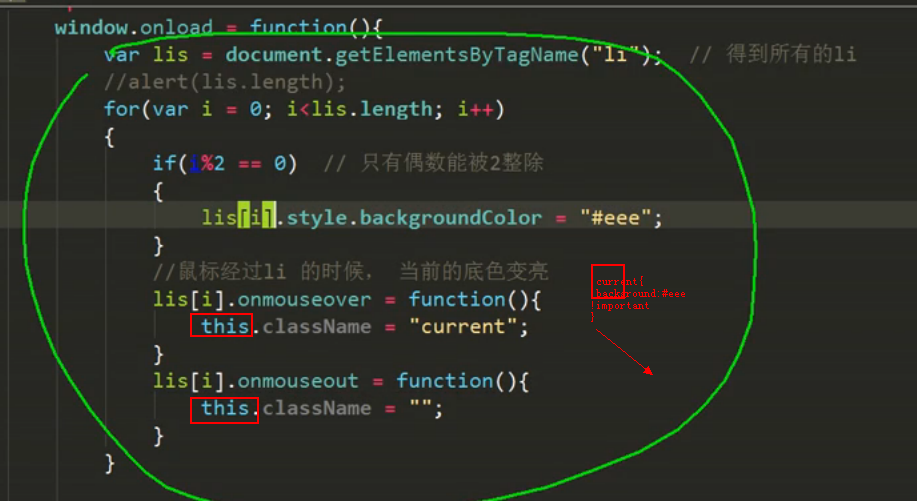 window.onload = function(){
var lis = document.getElementsByTagName("li"); // 得到所有的li
//alert(lis.length);
for(var i = 0; i<lis.length; i++)
{
if(i%2 == 0) // 只有偶数能被2整除
{
lis[i].style.backgroundColor = "#eee";
}
//鼠标经过li 的时候, 当前的底色变亮
current{
background:#eee
!important
}
lis[i].onmouseover = function(){
this.className = "current";
}
lis[i].onmouseout = function(){
this.className = "";
}
}